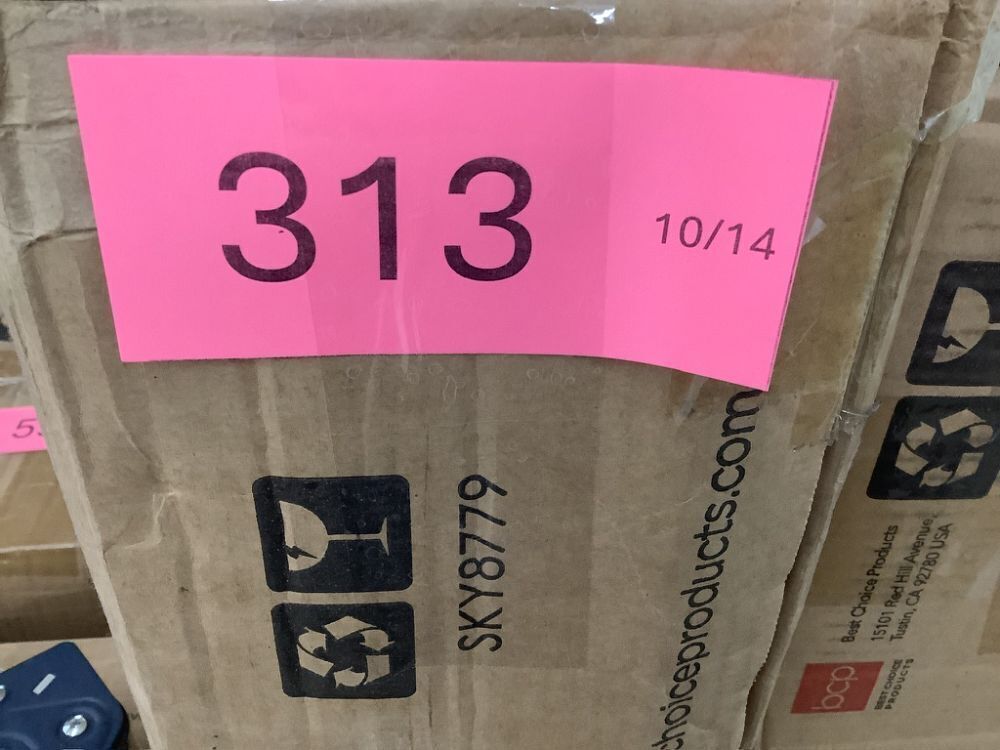 313
10/14
SKY8779
choiceproducts.com
Best Choice Products
15101 Red Hill Avenue,
Tustin, CA 92780 USA
bcp
BEST CHOICE
PRODUCTS